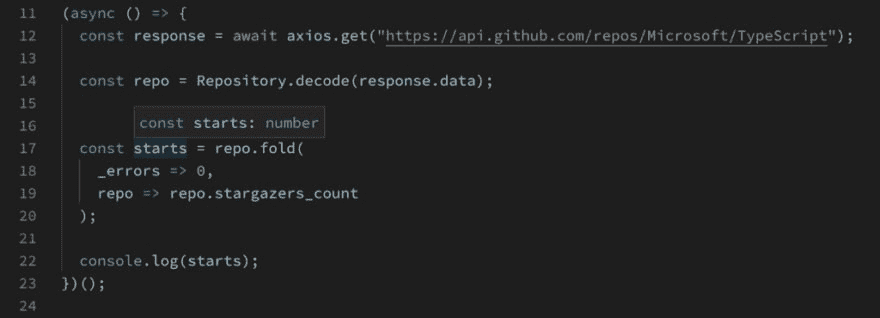 11 (async () => {
12 const response = await axios.get("https://api.github.com/repos/Microsoft/TypeScript");
13
14 const repo = Repository.decode(response.data);
15
16 const starts: number
17 const starts = repo.fold(
18 _errors => 0,
19 repo => repo.stargazers_count
20 );
21
22 console.log(starts);
23 })();
24